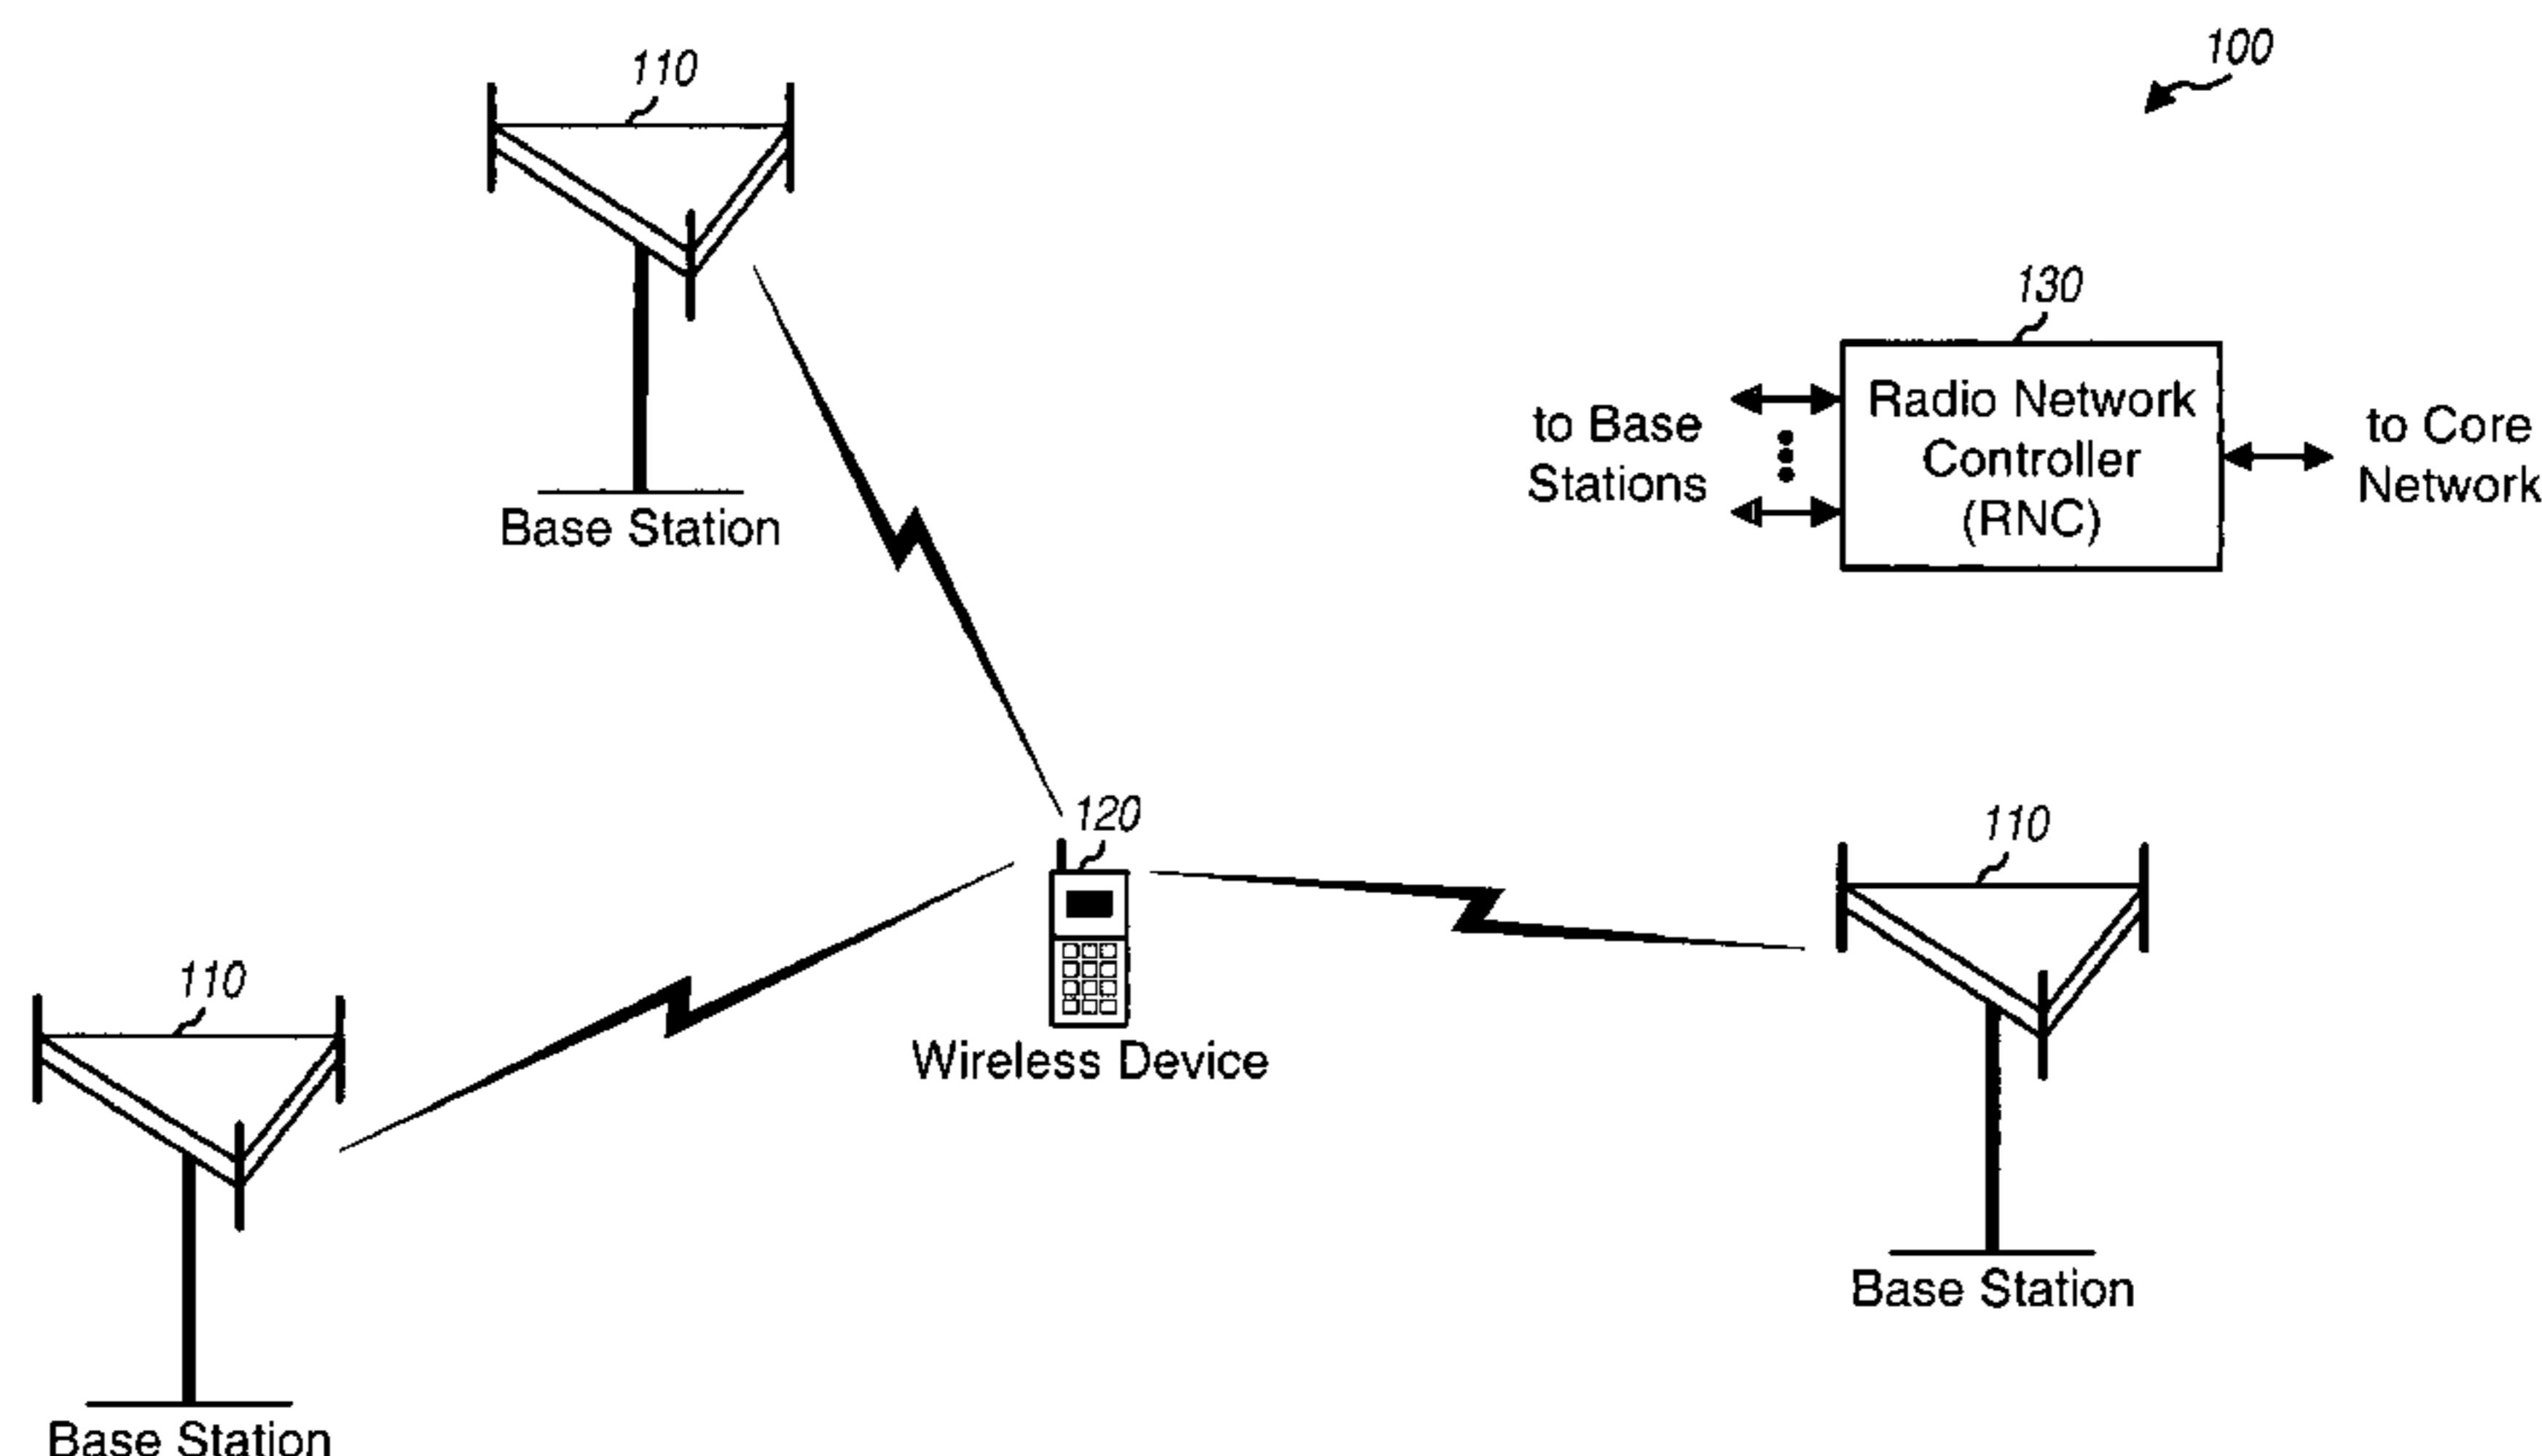 100
110
Base Station
130
to Base
Stations
Radio Network
Controller
(RNC)
to Core
Network
120
Wireless Device
110
Base Station
110
Base Station